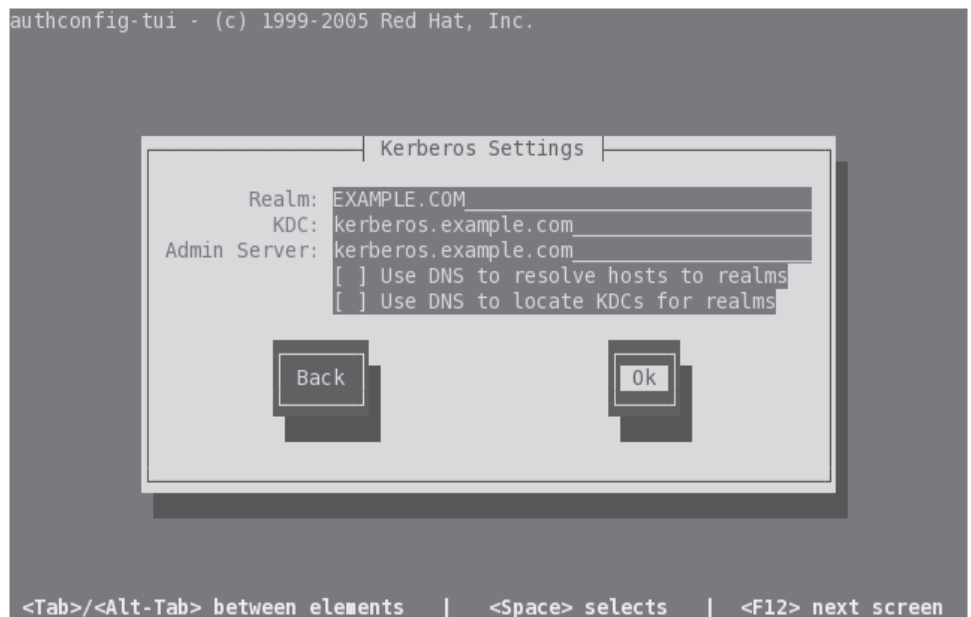 authconfig-tui - (c) 1999-2005 Red Hat, Inc.
Kerberos Settings
Realm: EXAMPLE.COM
KDC: kerberos.example.com
Admin Server: kerberos.example.com
[ ] Use DNS to resolve hosts to realms
[ ] Use DNS to locate KDCs for realms
Back Ok
<Tab>/<Alt-Tab> between elements | <Space> selects | <F12> next screen